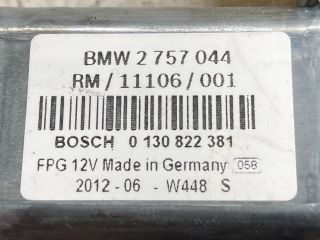 BMW 2 757 044
RM / 11106 / 001
BOSCH 0 130 822 381
FPG 12V Made in Germany 058
2012 - 06 - W448 S